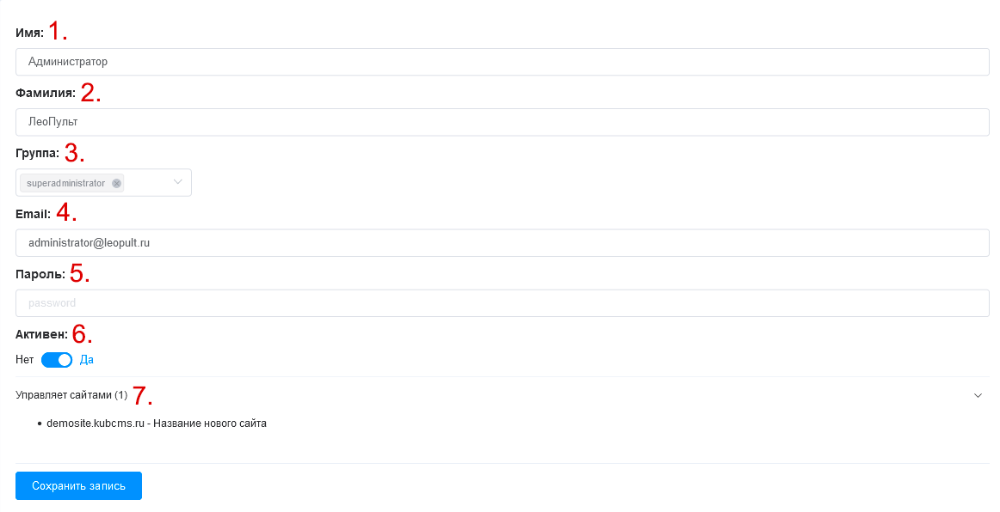 Имя: 1.
Администратор
Фамилия: 2.
ЛеоПульт
Группа: 3.
superadministrator
Email: 4.
administrator@leopult.ru
Пароль: 5.
password
Активен: 6.
Нет Да
Управляет сайтами (1) 7.
• demosite.kubcms.ru - Название нового сайта
Сохранить запись